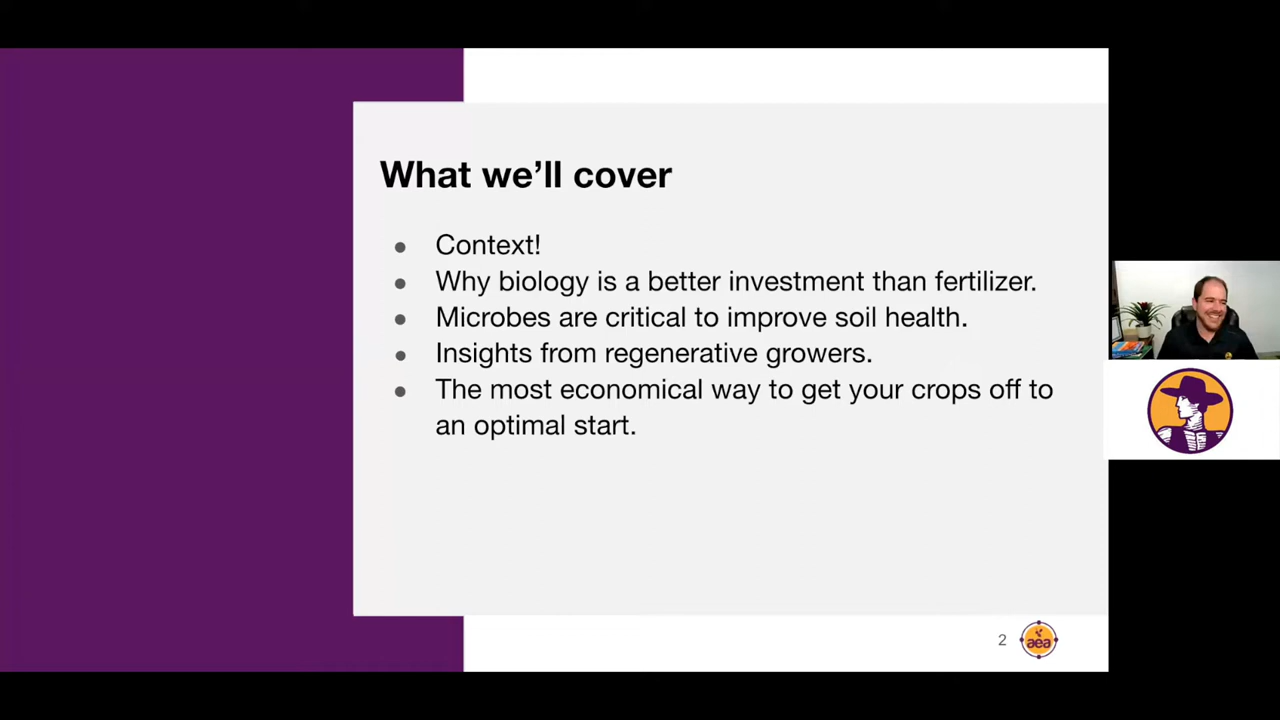 What we’ll cover
● Context!
● Why biology is a better investment than fertilizer.
● Microbes are critical to improve soil health.
● Insights from regenerative growers.
● The most economical way to get your crops off to
an optimal start.
2
aea